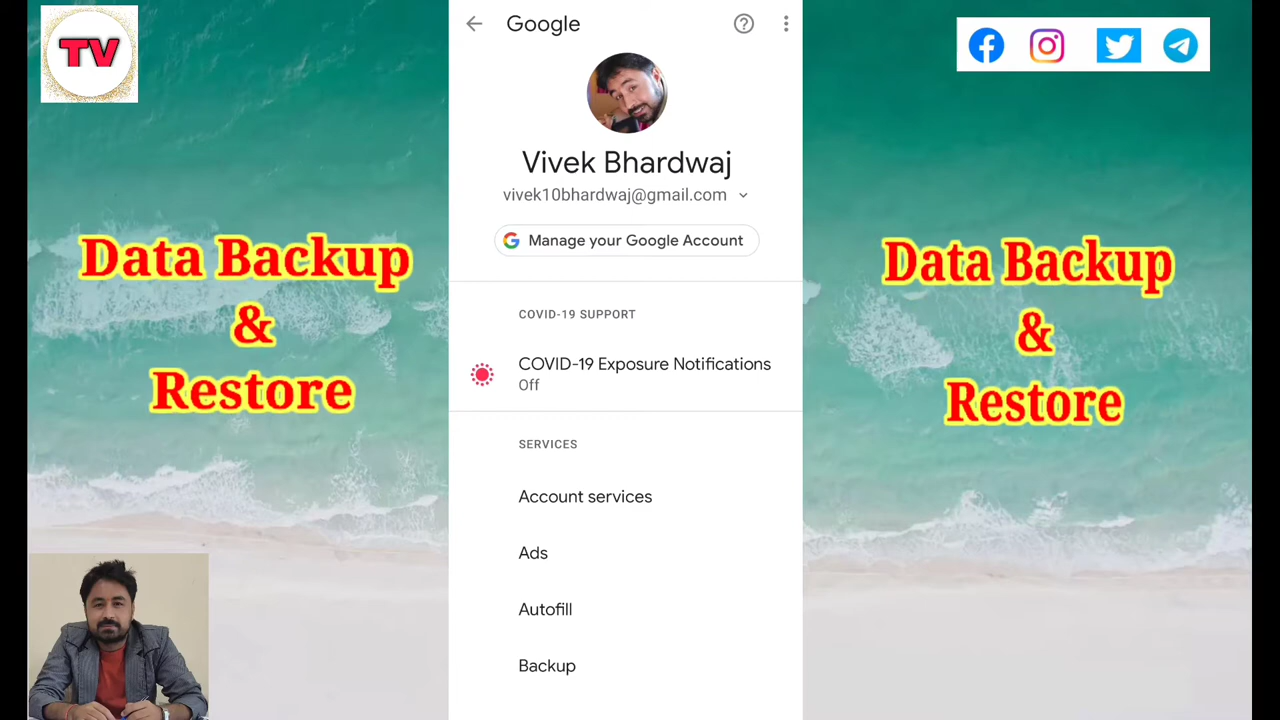 TV
Google
Vivek Bhardwaj
vivek10bhardwaj@gmail.com
Manage your Google Account
COVID-19 SUPPORT
COVID-19 Exposure Notifications
Off
SERVICES
Account services
Ads
Autofill
Backup
Data Backup
&
Restore
Data Backup
&
Restore